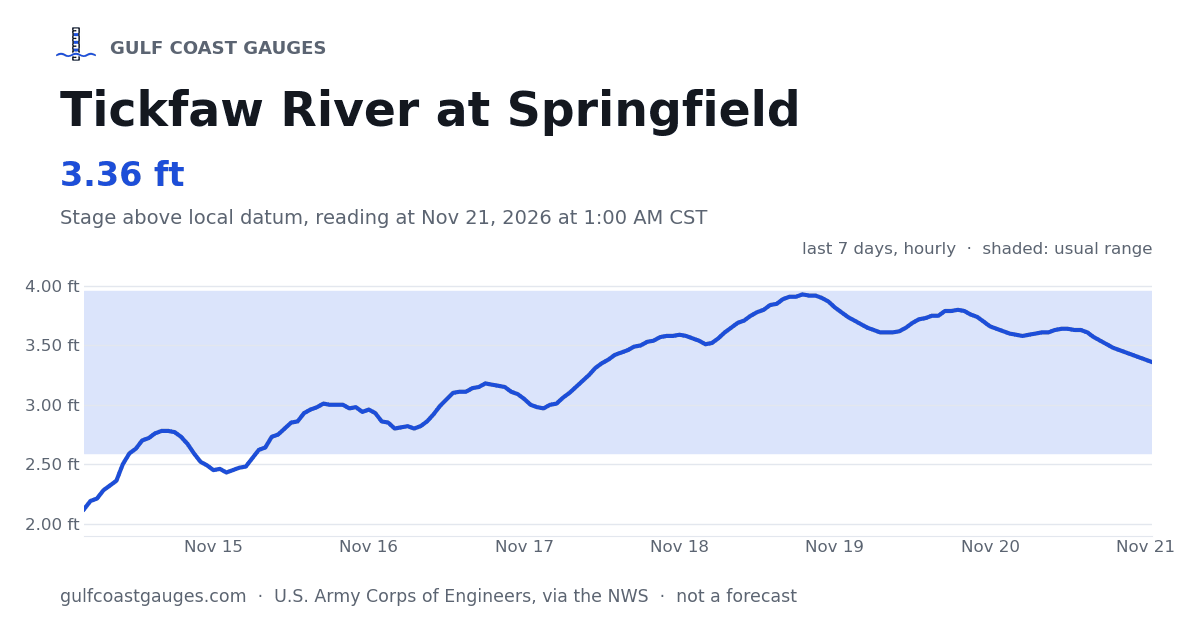 GULF COAST GAUGES
Tickfaw River at Springfield
3.36 ft
Stage above local datum, reading at Nov 21, 2026 at 1:00 AM CST
last 7 days, hourly · shaded: usual range
4.00 ft
3.50 ft
3.00 ft
2.50 ft
2.00 ft
Nov 15 Nov 16 Nov 17 Nov 18 Nov 19 Nov 20 Nov 21
gulfcoastgauges.com · U.S. Army Corps of Engineers, via the NWS · not a forecast